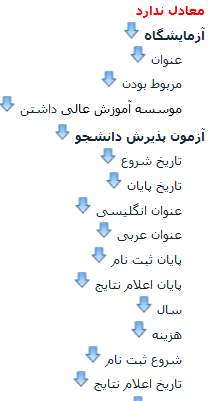 معادل ندارد
آزمایشگاه
عنوان
مربوط بودن
موسسه آموزش عالی داشتن
آزمون پذیرش دانشجو
تاریخ شروع
تاریخ پایان
عنوان انگلیسی
عنوان عربی
پایان ثبت نام
پایان اعلام نتایج
سال
هزینه
شروع ثبت نام
تاریخ اعلام نتایج